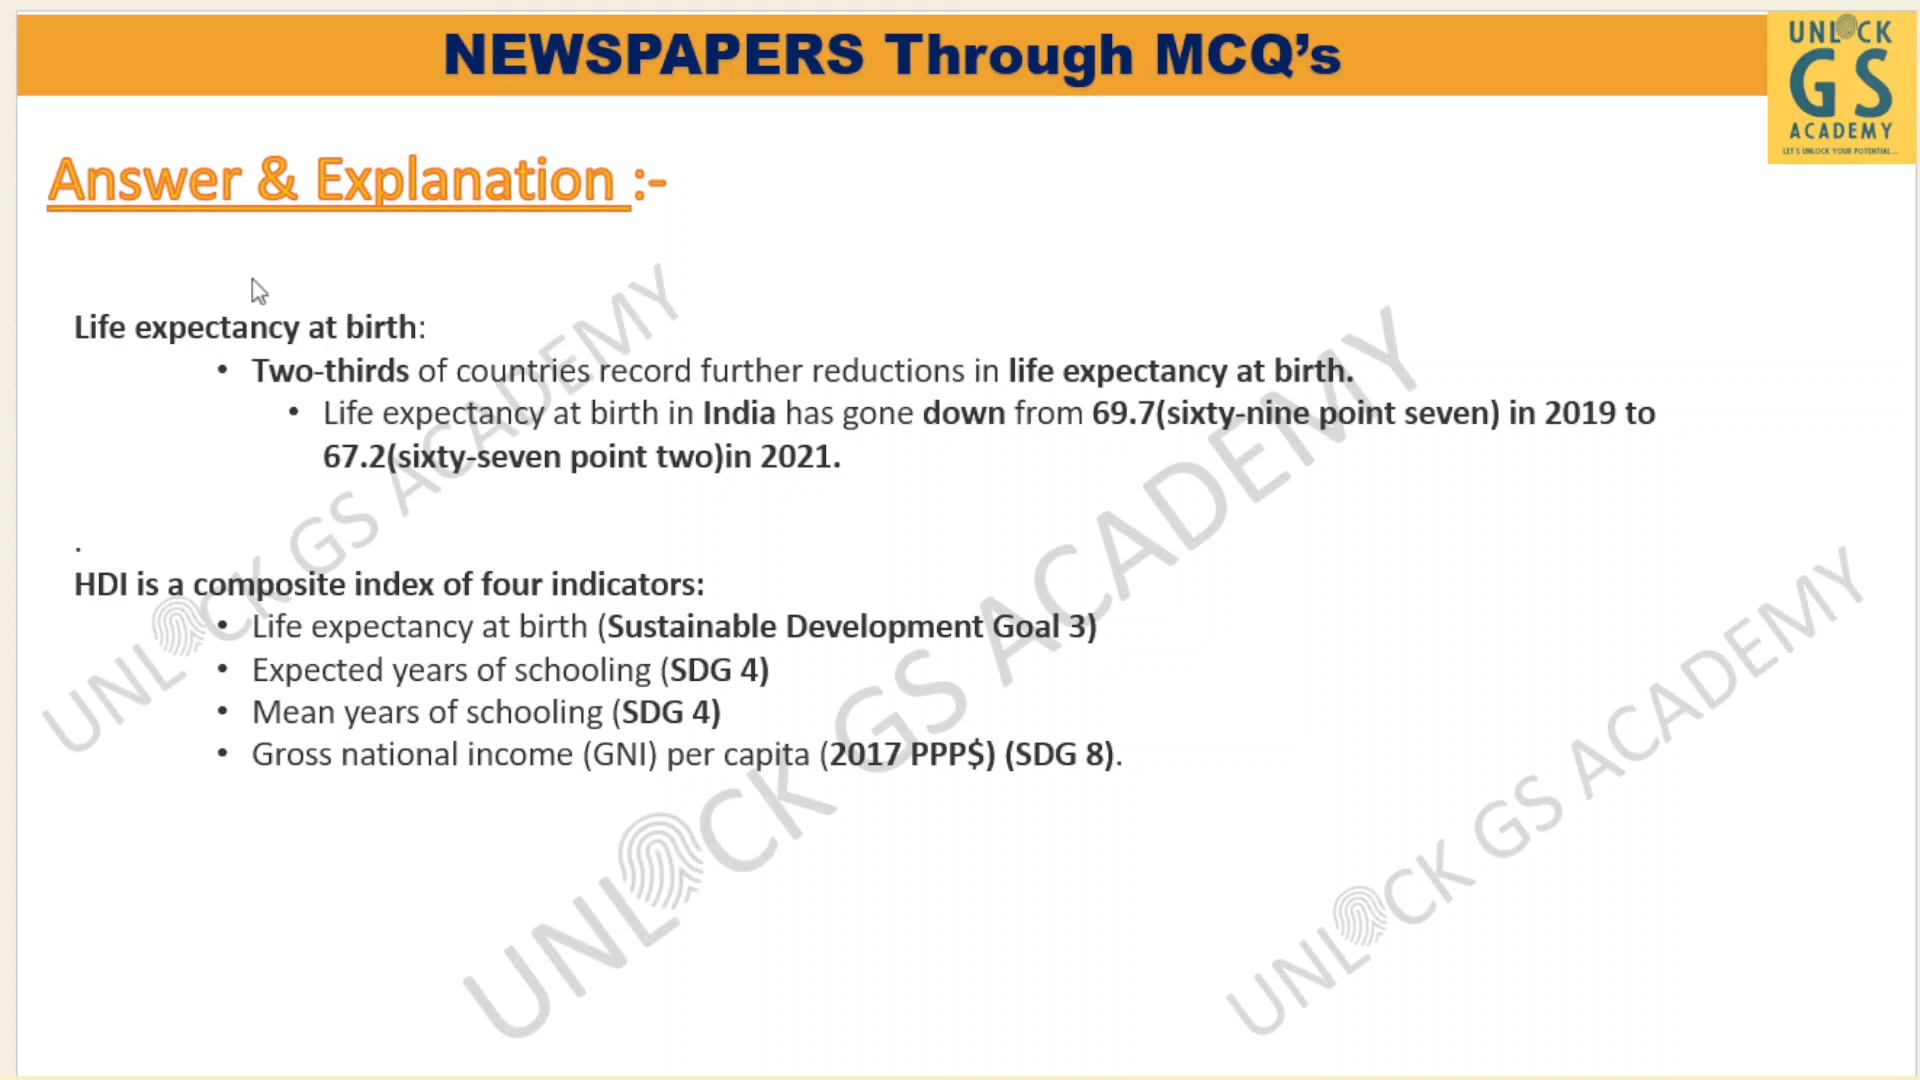 NEWSPAPERS Through MCQ’s
UNLOCK
GS
ACADEMY
LET'S UNLOCK YOUR POTENTIAL...
Answer & Explanation :-
Life expectancy at birth:
• Two-thirds of countries record further reductions in life expectancy at birth.
• Life expectancy at birth in India has gone down from 69.7(sixty-nine point seven) in 2019 to
67.2(sixty-seven point two)in 2021.
.
HDI is a composite index of four indicators:
• Life expectancy at birth (Sustainable Development Goal 3)
• Expected years of schooling (SDG 4)
• Mean years of schooling (SDG 4)
• Gross national income (GNI) per capita (2017 PPP$) (SDG 8).
UNLOCK GS ACADEMY
UNLOCK GS ACADEMY
UNLOCK GS ACADEMY